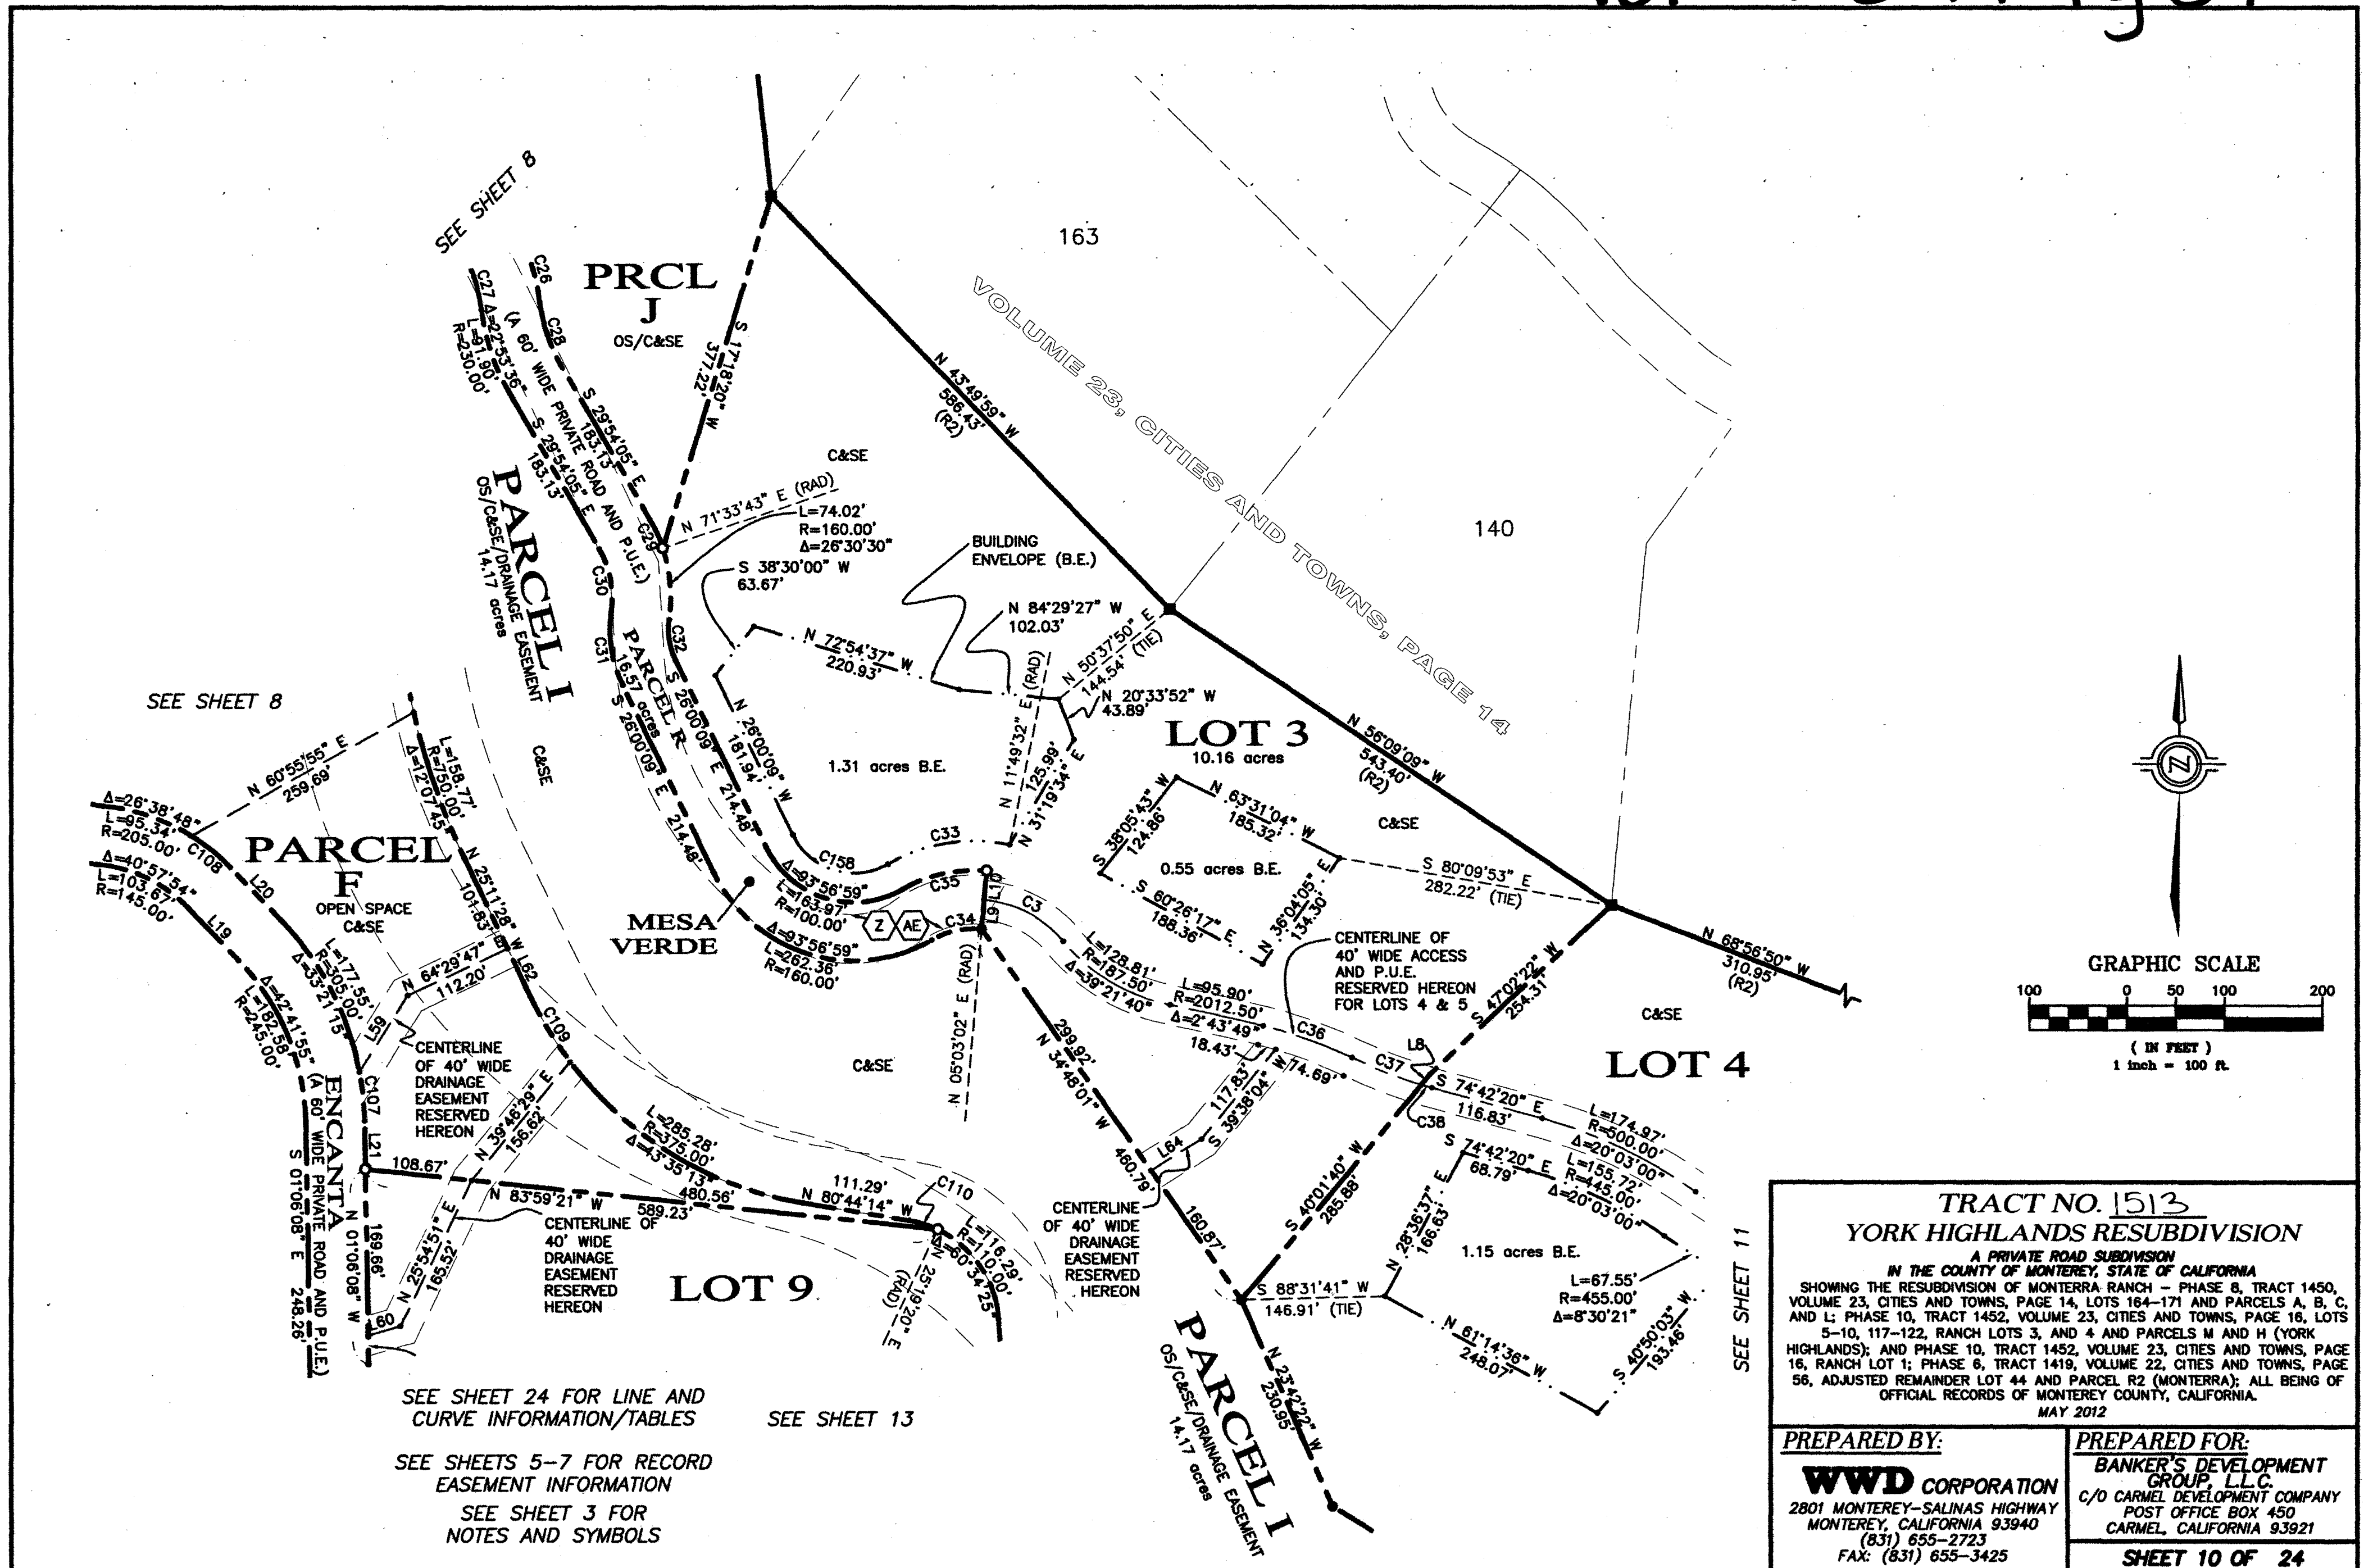 SEE SHEET 8
C26
C27
Δ=22°53'36"
L=91.90'
R=230.00'
C28
(A 60' WIDE PRIVATE ROAD AND P.U.E.)
S 29°54'05" E
183.13'
S 29°54'05" E
183.13'
PRCL
J
OS/C&SE
S 17°18'20" W
377.22'
163
VOLUME 23, CITIES AND TOWNS, PAGE 14
140
N 43°49'59" W
586.43'
(R2)
C&SE
N 71°33'43" E (RAD)
L=74.02'
R=160.00'
Δ=26°30'30"
C29
S 38°30'00" W
63.67'
BUILDING
ENVELOPE (B.E.)
N 84°29'27" W
102.03'
N 72°54'37" W
220.93'
N 50°37'50" E
144.54' (TIE)
N 20°33'52" W
43.89'
PARCEL I
OS/C&SE/DRAINAGE EASEMENT
14.17 acres
C30
C31
C32
PARCEL R
16.57 acres
S 26°00'09" E
214.48'
S 26°00'09" E
214.48'
N 26°00'09" W
181.94'
1.31 acres B.E.
N 11°49'32" E (RAD)
125.99'
N 31°19'34" E
LOT 3
10.16 acres
N 56°09'09" W
543.40'
(R2)
S 38°05'43" W
124.86'
N 63°31'04" W
185.32'
C&SE
0.55 acres B.E.
S 60°26'17" E
188.36'
N 36°04'05" E
134.30'
S 80°09'53" E
282.22' (TIE)
C158
C33
Δ=93°56'59"
L=163.97'
R=100.00'
C35
Z
AE
C34
L9
L10
C3
MESA
VERDE
Δ=93°56'59"
L=262.36'
R=160.00'
SEE SHEET 8
C&SE
N 60°55'55" E
259.69'
L=158.77'
R=750.00'
Δ=12°07'45"
Δ=26°38'48"
L=95.34'
R=205.00'
C108
Δ=40°57'54"
L=103.67'
R=145.00'
L20
L19
PARCEL
F
OPEN SPACE
C&SE
N 25°11'28" W
101.83'
L=177.55'
R=305.00'
Δ=33°21'15"
N 64°29'47" E
112.20'
L62
L59
C109
Δ=42°41'55"
L=182.58'
R=245.00'
CENTERLINE
OF 40' WIDE
DRAINAGE
EASEMENT
RESERVED
HEREON
C107
L21
ENCANTA
(A 60' WIDE PRIVATE ROAD AND P.U.E.)
S 01°06'08" E 248.26'
N 39°46'29" E
156.62'
108.67'
N 83°59'21" W
589.23'
480.56'
L=285.28'
R=375.00'
Δ=43°35'13"
111.29'
N 80°44'14" W
C110
169.66'
N 01°06'08" W
N 25°54'51" E
165.52'
L60
CENTERLINE OF
40' WIDE
DRAINAGE
EASEMENT
RESERVED
HEREON
LOT 9
L=116.29'
R=110.00'
Δ=60°34'25"
N 25°19'20" E
(RAD)
C&SE
N 05°03'02" E (RAD)
299.92'
N 34°48'01" W
460.79'
160.87'
L=128.81'
R=187.50'
Δ=39°21'40"
L=95.90'
R=2012.50'
Δ=2°43'49"
18.43'
C36
74.69'
C37
L8
CENTERLINE OF
40' WIDE ACCESS
AND P.U.E.
RESERVED HEREON
FOR LOTS 4 & 5
S 47°02'22" W
254.31'
N 68°56'50" W
310.95'
(R2)
C&SE
LOT 4
117.83'
S 39°38'04" W
L64
CENTERLINE
OF 40' WIDE
DRAINAGE
EASEMENT
RESERVED
HEREON
S 74°42'20" E
116.83'
C38
S 40°01'40" W
285.88'
S 74°42'20" E
68.79'
L=174.97'
R=500.00'
Δ=20°03'00"
L=155.72'
R=445.00'
Δ=20°03'00"
N 28°36'37" E
166.63'
1.15 acres B.E.
L=67.55'
R=455.00'
Δ=8°30'21"
S 88°31'41" W
146.91' (TIE)
N 61°14'36" W
248.07'
S 40°50'03" W
193.46'
SEE SHEET 11
N 23°42'22" W
230.95'
PARCEL I
OS/C&SE/DRAINAGE EASEMENT
14.17 acres
SEE SHEET 24 FOR LINE AND
CURVE INFORMATION/TABLES
SEE SHEET 13
SEE SHEETS 5-7 FOR RECORD
EASEMENT INFORMATION
SEE SHEET 3 FOR
NOTES AND SYMBOLS
N
GRAPHIC SCALE
100 0 50 100 200
( IN FEET )
1 inch = 100 ft.
TRACT NO. 1513
YORK HIGHLANDS RESUBDIVISION
A PRIVATE ROAD SUBDIVISION
IN THE COUNTY OF MONTEREY, STATE OF CALIFORNIA
SHOWING THE RESUBDIVISION OF MONTERRA RANCH - PHASE 8, TRACT 1450,
VOLUME 23, CITIES AND TOWNS, PAGE 14, LOTS 164-171 AND PARCELS A, B, C,
AND L; PHASE 10, TRACT 1452, VOLUME 23, CITIES AND TOWNS, PAGE 16, LOTS
5-10, 117-122, RANCH LOTS 3, AND 4 AND PARCELS M AND H (YORK
HIGHLANDS); AND PHASE 10, TRACT 1452, VOLUME 23, CITIES AND TOWNS, PAGE
16, RANCH LOT 1; PHASE 6, TRACT 1419, VOLUME 22, CITIES AND TOWNS, PAGE
56, ADJUSTED REMAINDER LOT 44 AND PARCEL R2 (MONTERRA); ALL BEING OF
OFFICIAL RECORDS OF MONTEREY COUNTY, CALIFORNIA.
MAY 2012
PREPARED BY:
WWD CORPORATION
2801 MONTEREY-SALINAS HIGHWAY
MONTEREY, CALIFORNIA 93940
(831) 655-2723
FAX: (831) 655-3425
PREPARED FOR:
BANKER'S DEVELOPMENT
GROUP, L.L.C.
C/O CARMEL DEVELOPMENT COMPANY
POST OFFICE BOX 450
CARMEL, CALIFORNIA 93921
SHEET 10 OF 24